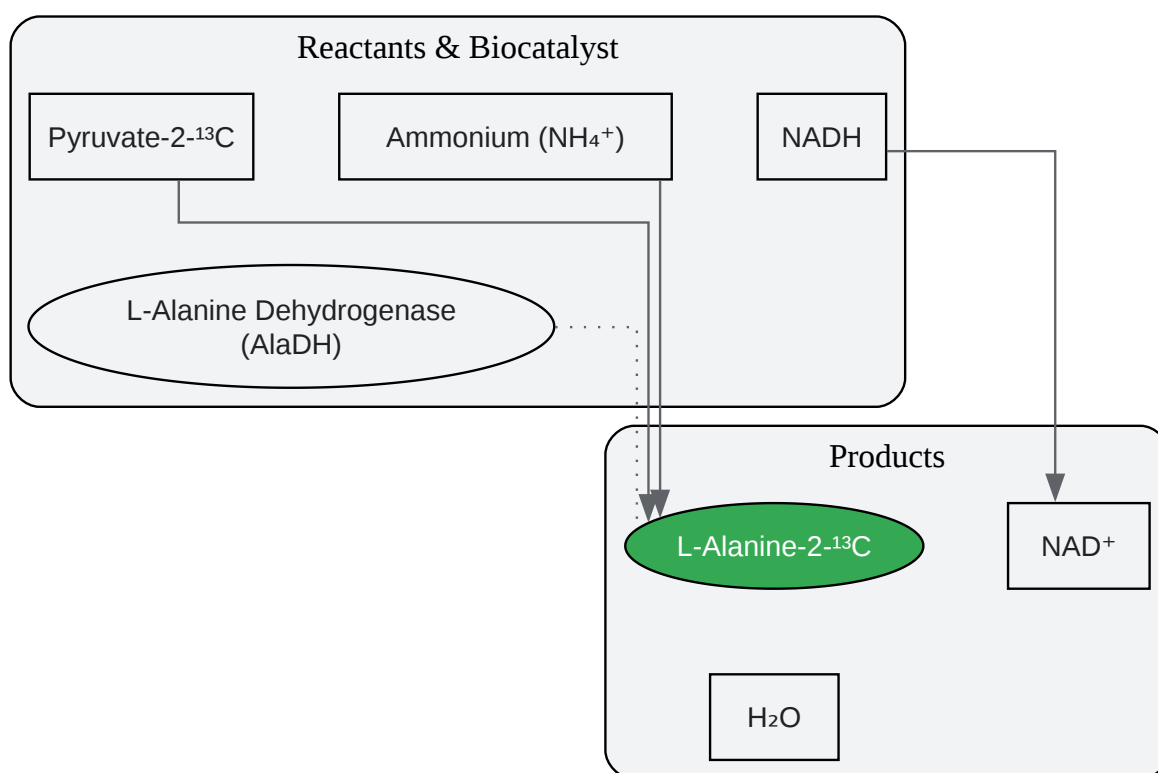 Reactants & Biocatalyst
Pyruvate-2-¹³C
Ammonium (NH₄⁺)
NADH
L-Alanine Dehydrogenase
(AlaDH)
Products
L-Alanine-2-¹³C
NAD⁺
H₂O